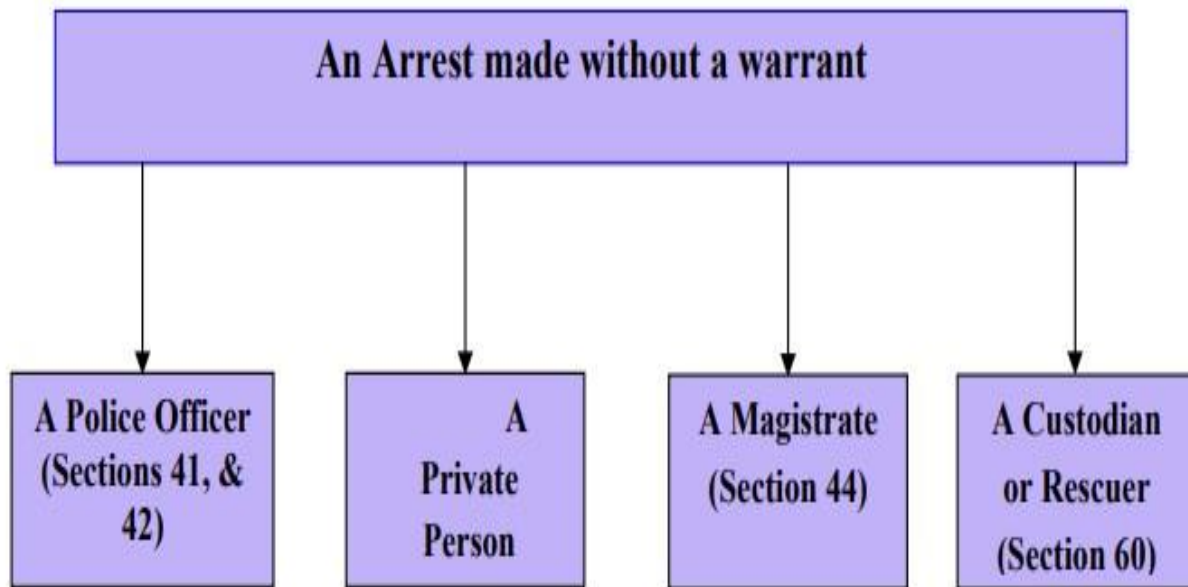 An Arrest made without a warrant
A Police Officer
(Sections 41, &
42)
A
Private
Person
A Magistrate
(Section 44)
A Custodian
or Rescuer
(Section 60)